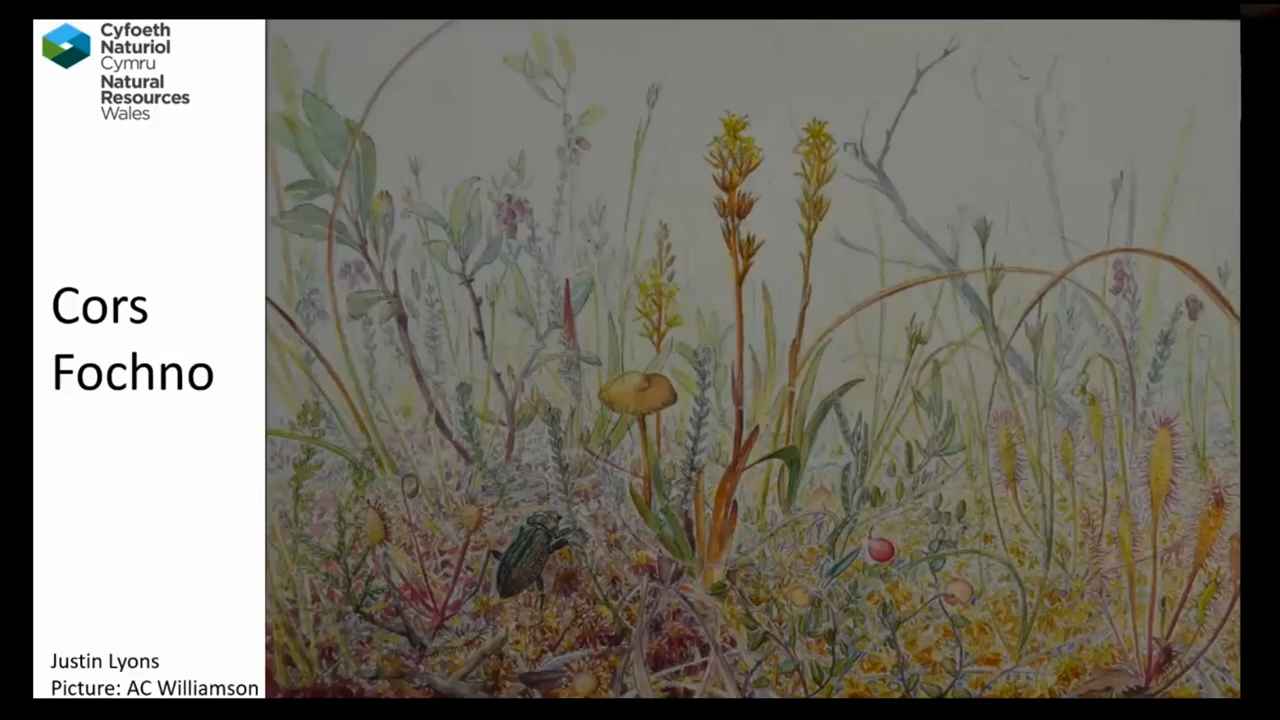 Cyfoeth
Naturiol
Cymru
Natural
Resources
Wales
Cors
Fochno
Justin Lyons
Picture: AC Williamson